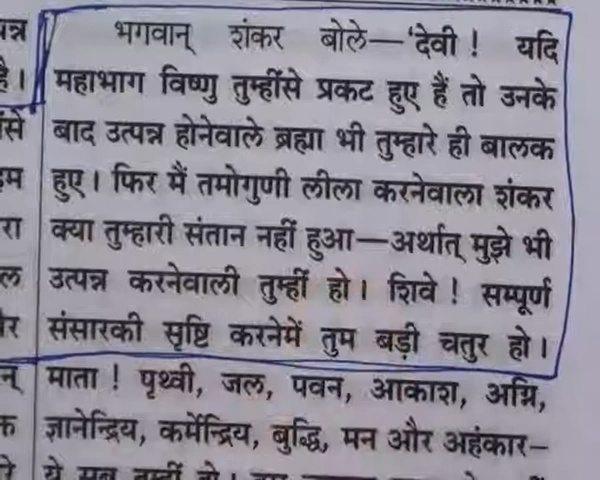 भगवान् शंकर बोले—'देवी ! यदि
महाभाग विष्णु तुम्हींसे प्रकट हुए हैं तो उनके
बाद उत्पन्न होनेवाले ब्रह्मा भी तुम्हारे ही बालक
हुए। फिर मैं तमोगुणी लीला करनेवाला शंकर
क्या तुम्हारी संतान नहीं हुआ—अर्थात् मुझे भी
उत्पन्न करनेवाली तुम्हीं हो। शिवे ! सम्पूर्ण
संसारकी सृष्टि करनेमें तुम बड़ी चतुर हो।
माता ! पृथ्वी, जल, पवन, आकाश, अग्नि,
ज्ञानेन्द्रिय, कर्मेन्द्रिय, बुद्धि, मन और अहंकार—
ये सब तुम्हीं हो।